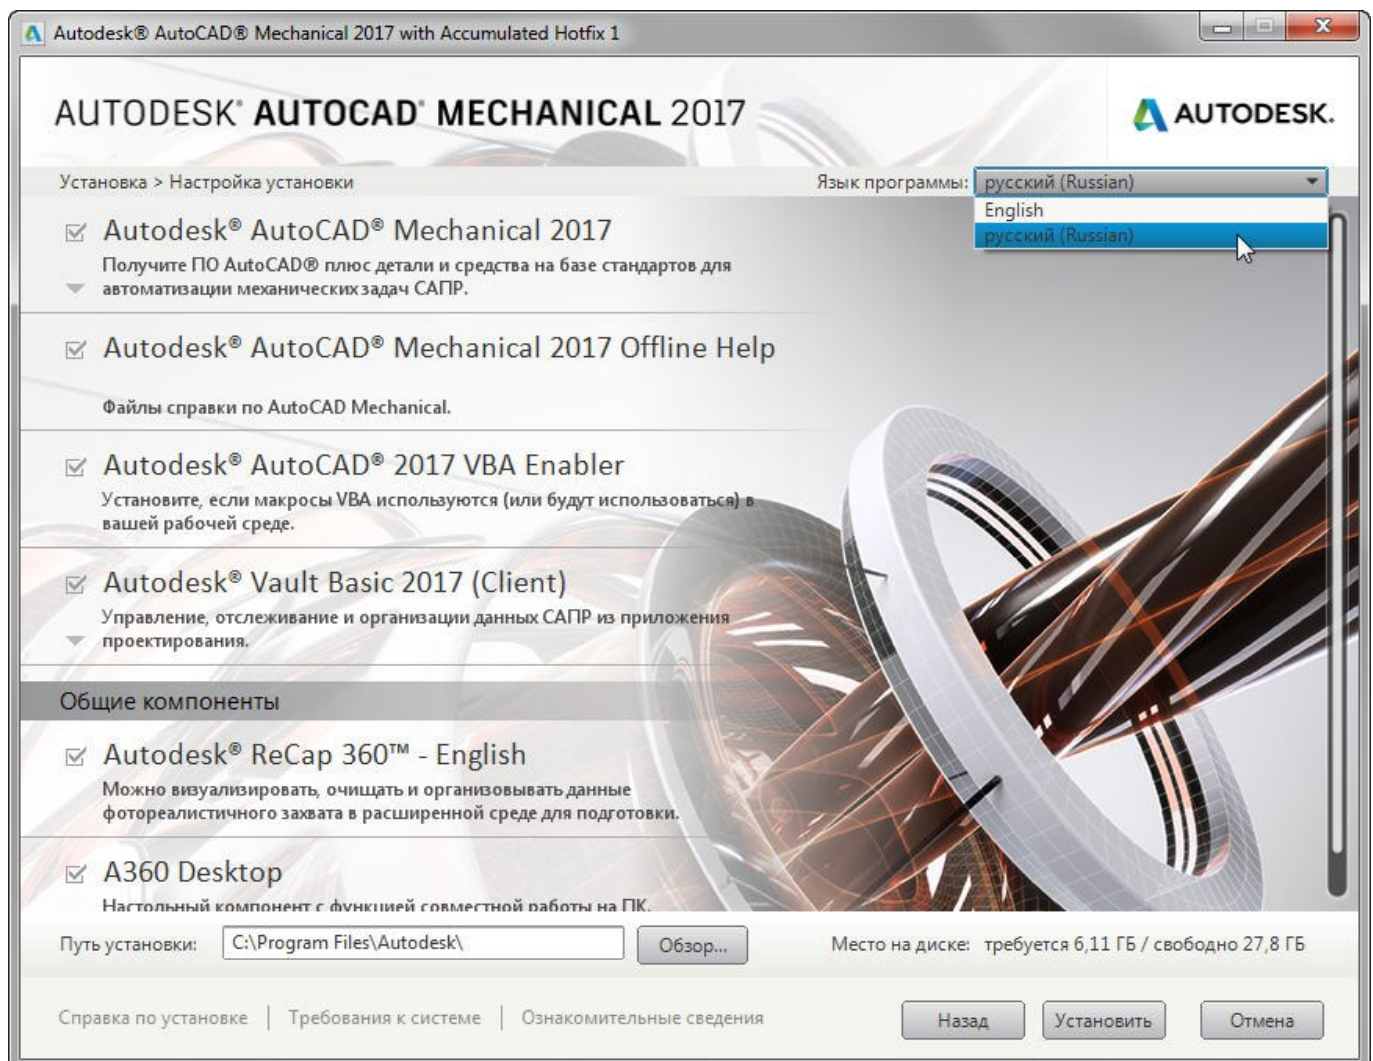 Autodesk® AutoCAD® Mechanical 2017 with Accumulated Hotfix 1
AUTODESK® AUTOCAD® MECHANICAL 2017
AUTODESK.
Установка > Настройка установки
Язык программы: русский (Russian)
English
русский (Russian)
Autodesk® AutoCAD® Mechanical 2017
Получите ПО AutoCAD® плюс детали и средства на базе стандартов для
автоматизации механических задач САПР.
Autodesk® AutoCAD® Mechanical 2017 Offline Help
Файлы справки по AutoCAD Mechanical.
Autodesk® AutoCAD® 2017 VBA Enabler
Установите, если макросы VBA используются (или будут использоваться) в
вашей рабочей среде.
Autodesk® Vault Basic 2017 (Client)
Управление, отслеживание и организации данных САПР из приложения
проектирования.
Общие компоненты
Autodesk® ReCap 360™ - English
Можно визуализировать, очищать и организовывать данные
фотореалистичного захвата в расширенной среде для подготовки.
A360 Desktop
Настольный компонент с функцией совместной работы на ПК.
Путь установки: C:\Program Files\Autodesk\ Обзор... Место на диске: требуется 6,11 ГБ / свободно 27,8 ГБ
Справка по установке | Требования к системе | Ознакомительные сведения Назад Установить Отмена